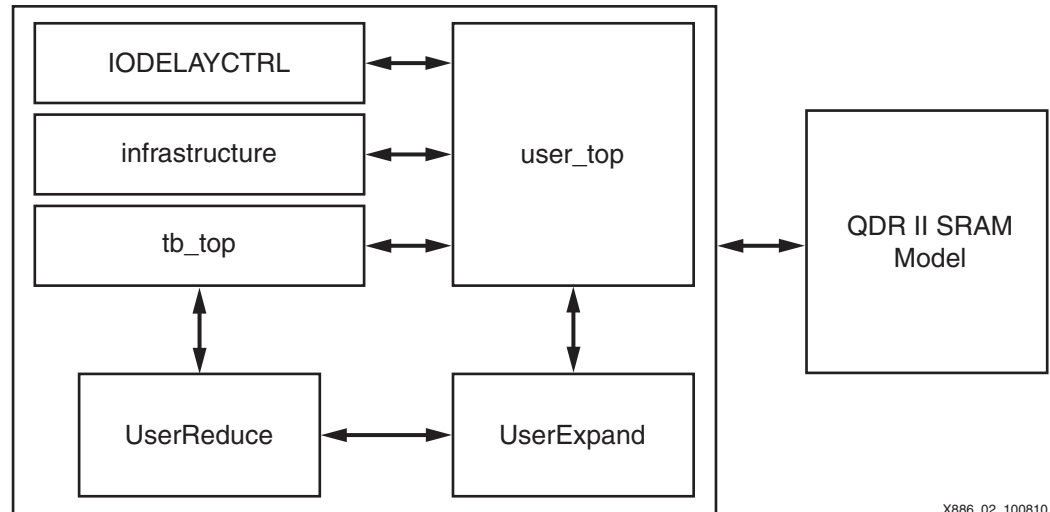 IODELAYCTRL
infrastructure
user_top
tb_top
QDR II SRAM
Model
UserReduce
UserExpand
X886_02_100810